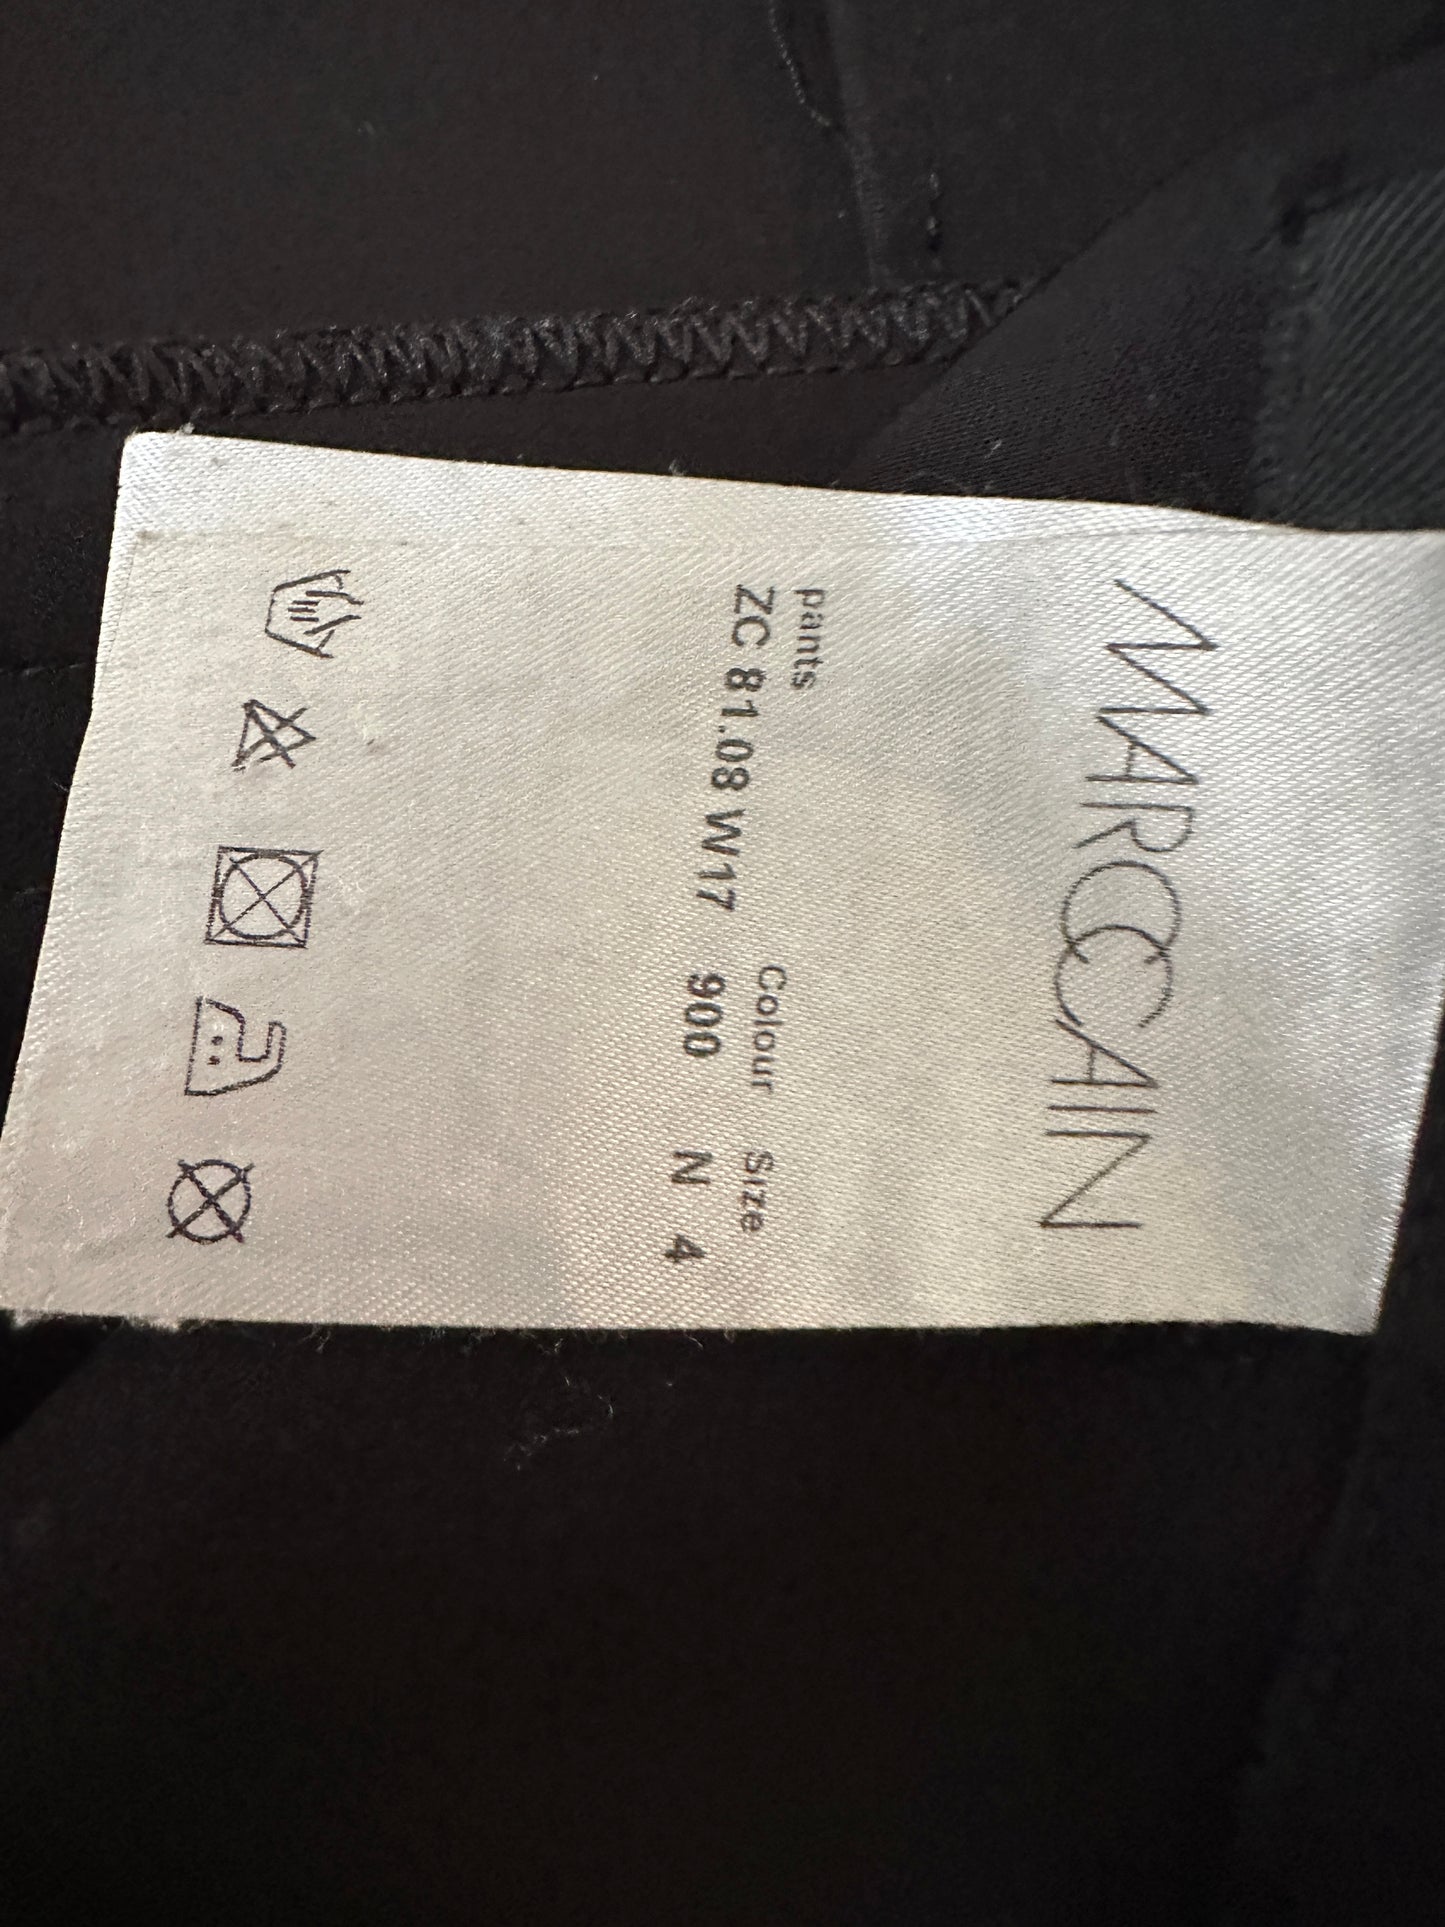 MARCCAIN
pants Colour Size
ZC 81.08 W17 900 N 4